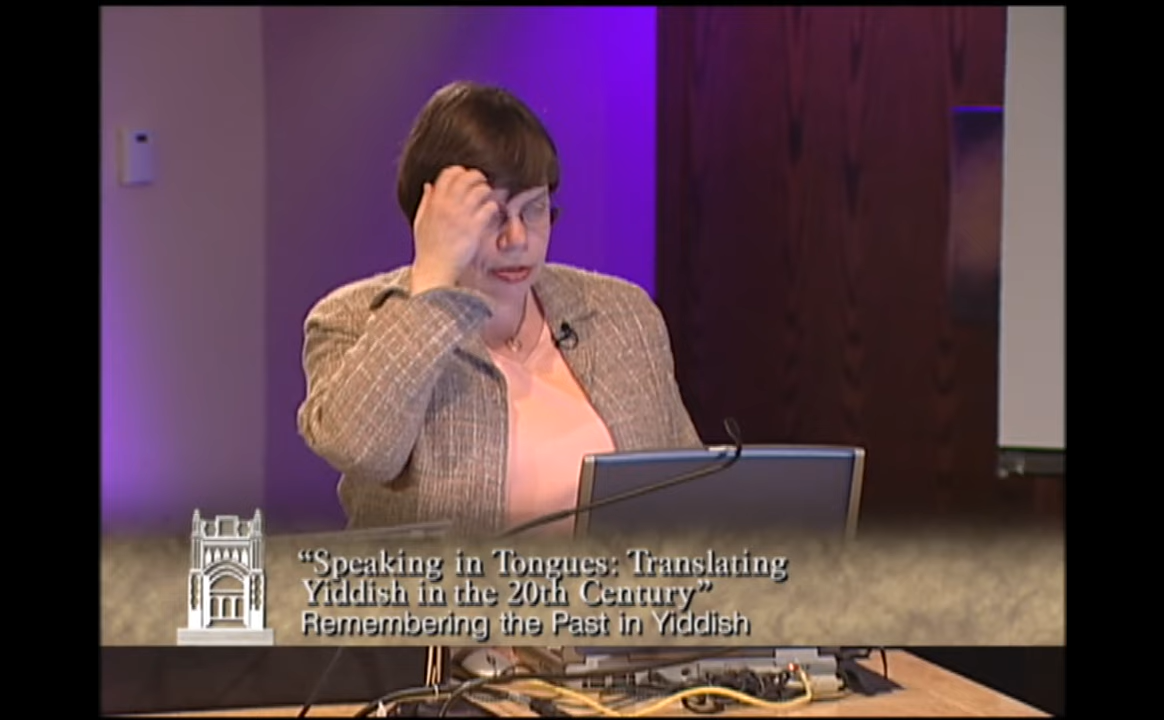 “Speaking in Tongues: Translating
Yiddish in the 20th Century”
Remembering the Past in Yiddish